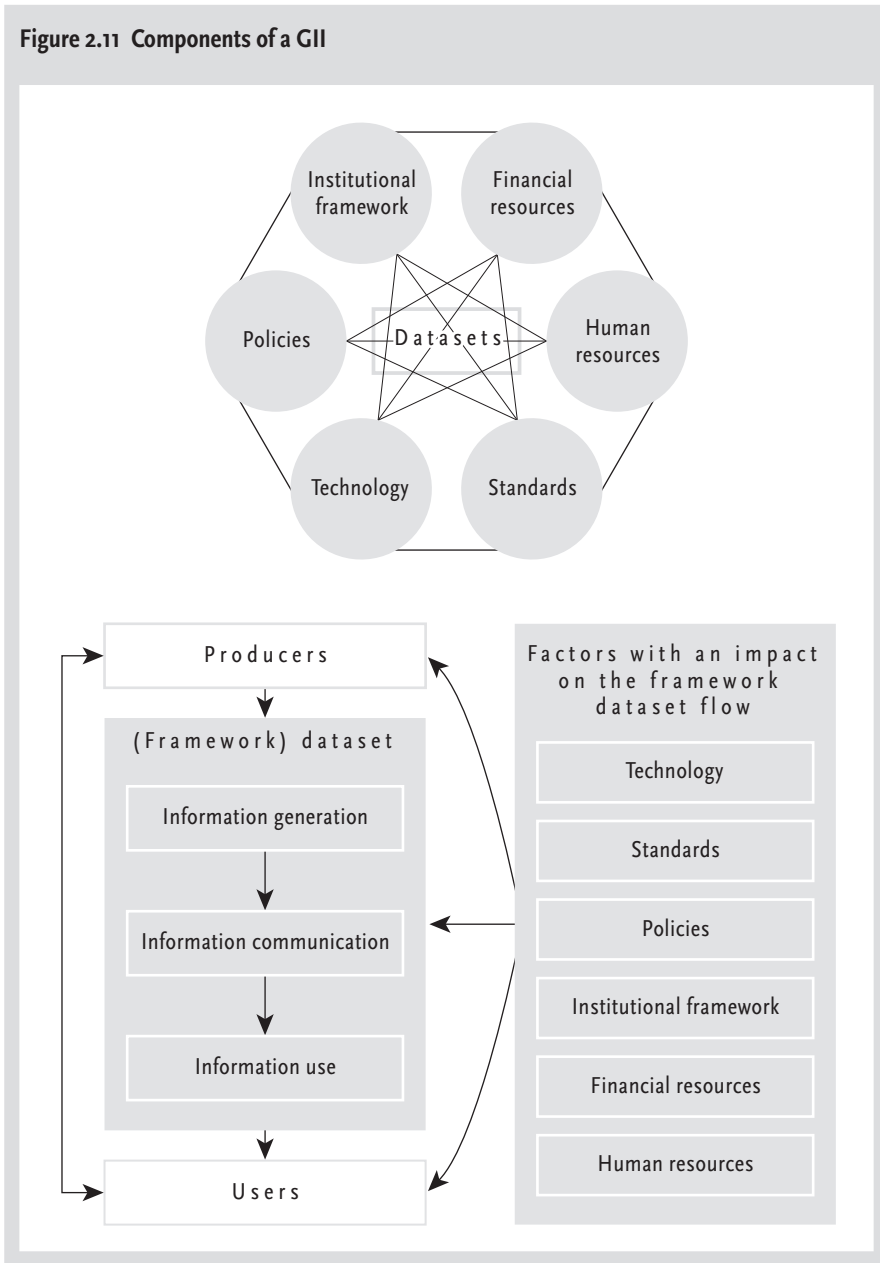 Figure 2.11 Components of a GII
Institutional
framework
Financial
resources
Policies
Datasets
Human
resources
Technology
Standards
Producers
(Framework) dataset
Information generation
Information communication
Information use
Users
Factors with an impact
on the framework
dataset flow
Technology
Standards
Policies
Institutional framework
Financial resources
Human resources